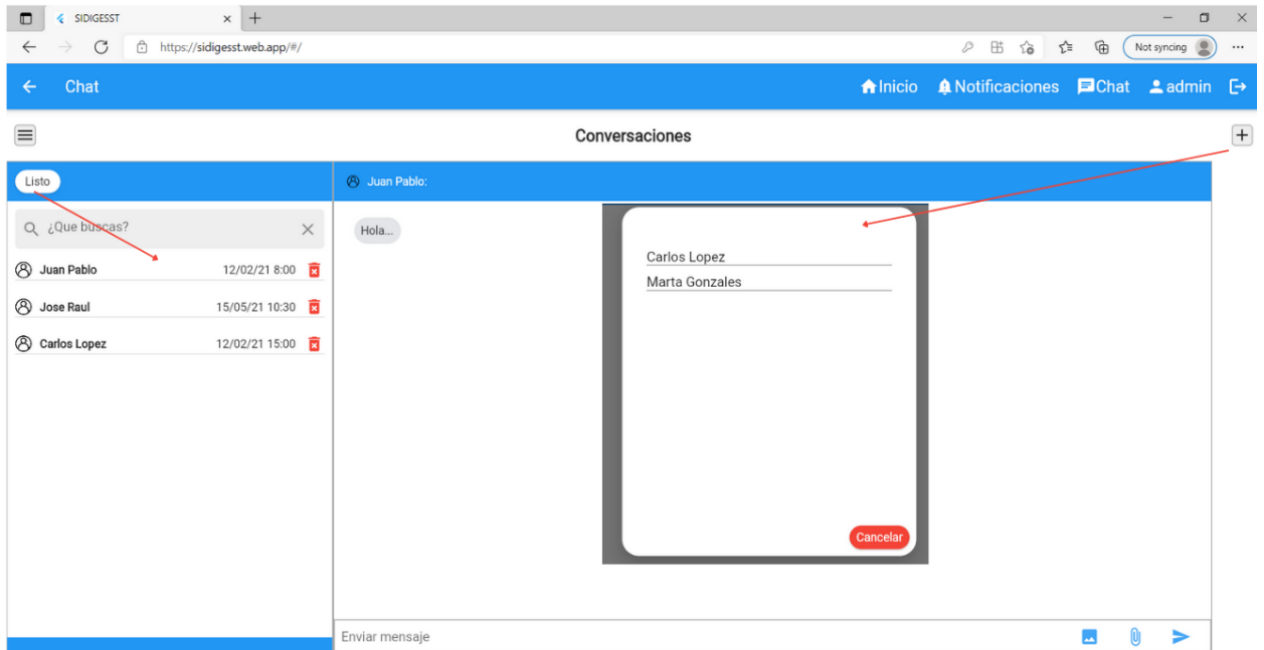 SIDIGESST
https://sidigesst.web.app/#/
Not syncing
Chat
Inicio
Notificaciones
Chat
admin
Conversaciones
Listo
¿Que buscas?
Juan Pablo 12/02/21 8:00
Jose Raul 15/05/21 10:30
Carlos Lopez 12/02/21 15:00
Juan Pablo:
Hola...
Carlos Lopez
Marta Gonzales
Cancelar
Enviar mensaje